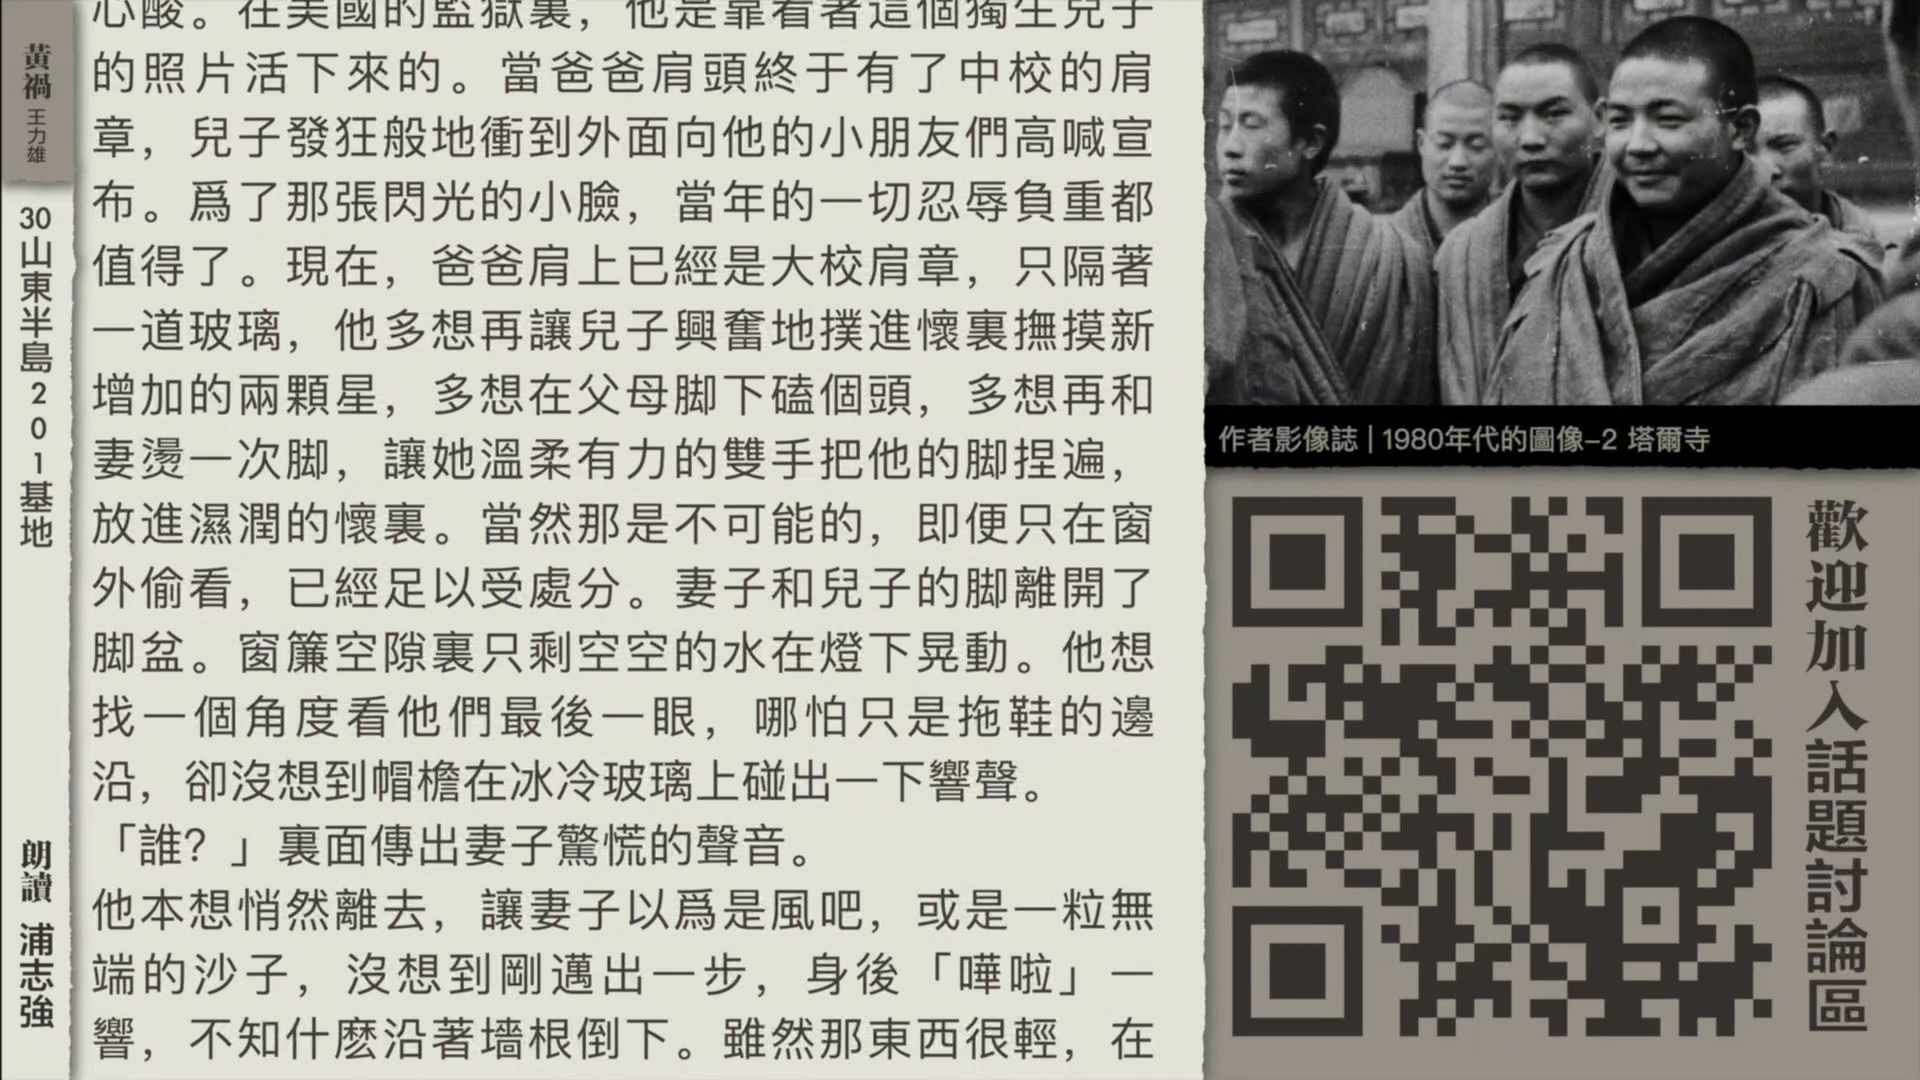 黃禍 王力雄
30山東半島201基地
朗讀 浦志強
心酸。在美國的監獄裏，他是靠看著這個獨生兒子
的照片活下來的。當爸爸肩頭終于有了中校的肩
章，兒子發狂般地衝到外面向他的小朋友們高喊宣
布。爲了那張閃光的小臉，當年的一切忍辱負重都
值得了。現在，爸爸肩上已經是大校肩章，只隔著
一道玻璃，他多想再讓兒子興奮地撲進懷裏撫摸新
增加的兩顆星，多想在父母脚下磕個頭，多想再和
妻燙一次脚，讓她溫柔有力的雙手把他的脚捏遍，
放進濕潤的懷裏。當然那是不可能的，即便只在窗
外偷看，已經足以受處分。妻子和兒子的脚離開了
脚盆。窗簾空隙裏只剩空空的水在燈下晃動。他想
找一個角度看他們最後一眼，哪怕只是拖鞋的邊
沿，卻沒想到帽檐在冰冷玻璃上碰出一下響聲。
「誰？」裏面傳出妻子驚慌的聲音。
他本想悄然離去，讓妻子以爲是風吧，或是一粒無
端的沙子，沒想到剛邁出一步，身後「嘩啦」一
響，不知什麽沿著墻根倒下。雖然那東西很輕，在
作者影像誌 | 1980年代的圖像-2 塔爾寺
歡迎加入話題討論區